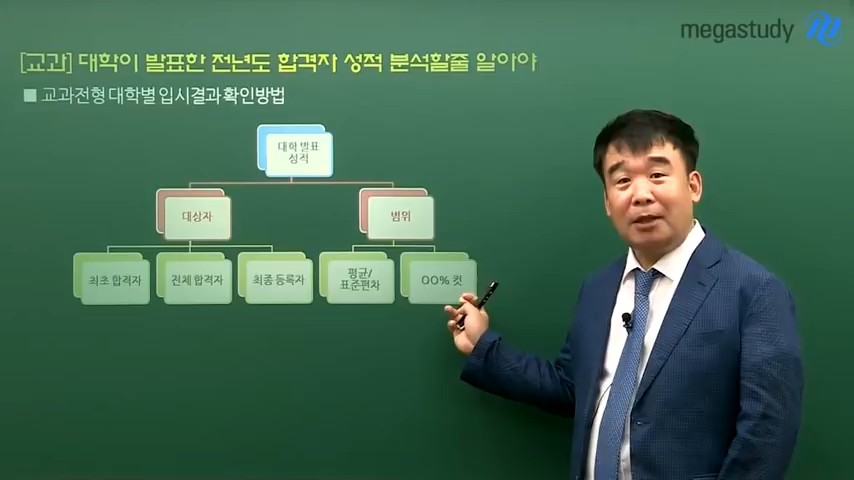 megastudy
[교과] 대학이 발표한 전년도 합격자 성적 분석할줄 알아야
■ 교과전형 대학별 입시결과 확인방법
대학 발표
성적
대상자
범위
최초 합격자
전체 합격자
최종 등록자
평균/
표준편차
OO% 컷